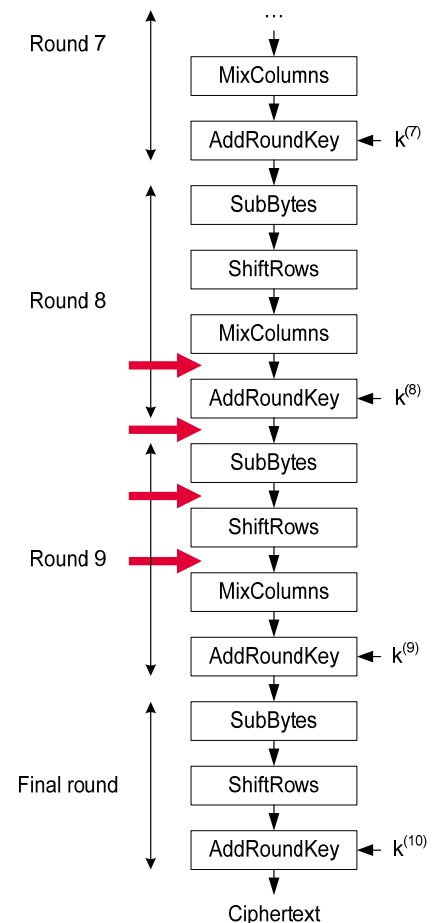 ...
Round 7
MixColumns
AddRoundKey
k(7)
SubBytes
ShiftRows
Round 8
MixColumns
AddRoundKey
k(8)
SubBytes
ShiftRows
Round 9
MixColumns
AddRoundKey
k(9)
SubBytes
Final round
ShiftRows
AddRoundKey
k(10)
Ciphertext